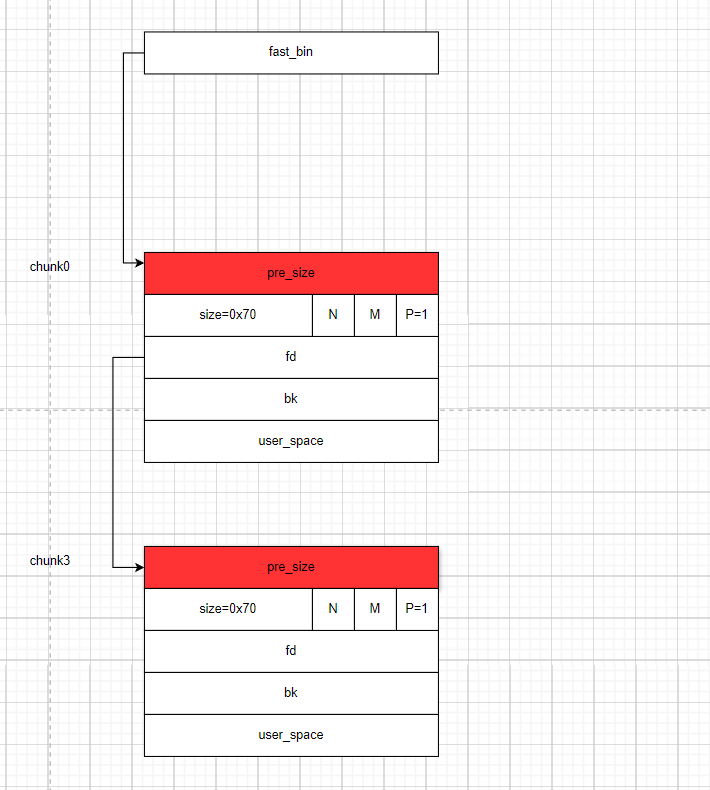 fast_bin
chunk0
pre_size
size=0x70 N M P=1
fd
bk
user_space
chunk3
pre_size
size=0x70 N M P=1
fd
bk
user_space